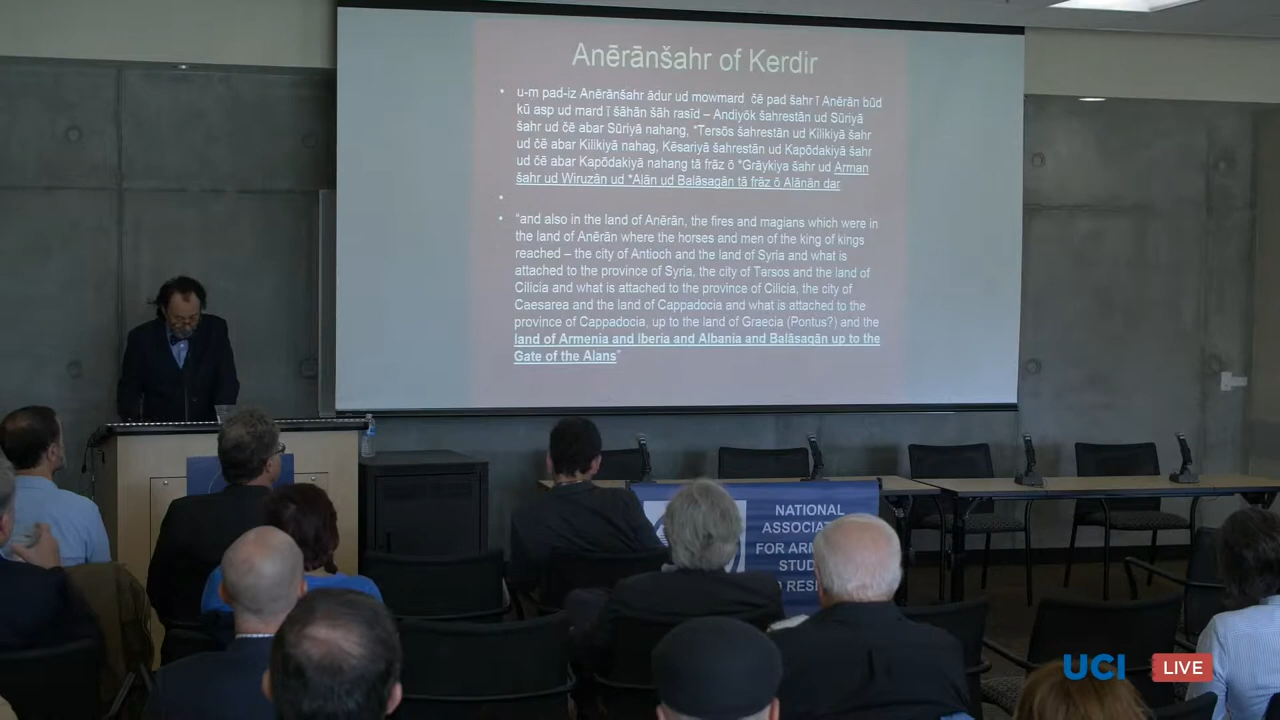 Anērānšahr of Kerdir
• u-m pad-iz Anērānšahr ādur ud mowmard čē pad šahr ī Anērān būd
kū asp ud mard ī šāhān šāh rasīd – Andiyōk šahrestān ud Sūriyā
šahr ud čē abar Sūriyā nahang, *Tersōs šahrestān ud Kilikiyā šahr
ud čē abar Kilikiyā nahag, Kēsariyā šahrestān ud Kapōdakiyā šahr
ud čē abar Kapōdakiyā nahang tā frāz ō *Grāykiya šahr ud Arman
šahr ud Wiruzān ud *Alān ud Balāsagān tā frāz ō Alānān dar
•
• “and also in the land of Anērān, the fires and magians which were in
the land of Anērān where the horses and men of the king of kings
reached – the city of Antioch and the land of Syria and what is
attached to the province of Syria, the city of Tarsos and the land of
Cilicia and what is attached to the province of Cilicia, the city of
Caesarea and the land of Cappadocia and what is attached to the
province of Cappadocia, up to the land of Graecia (Pontus?) and the
land of Armenia and Iberia and Albania and Balāsagān up to the
Gate of the Alans”
NATIONAL
FOR
UCI LIVE